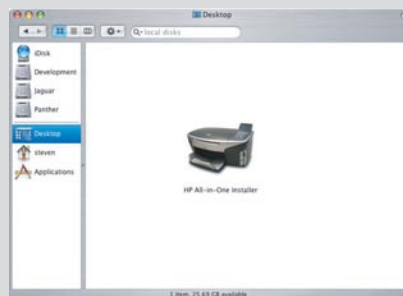 Desktop
local disks
iDisk
Development
Jaguar
Panther
Desktop
steven
Applications
HP All-in-One Installer
1 item, 25.69 GB available